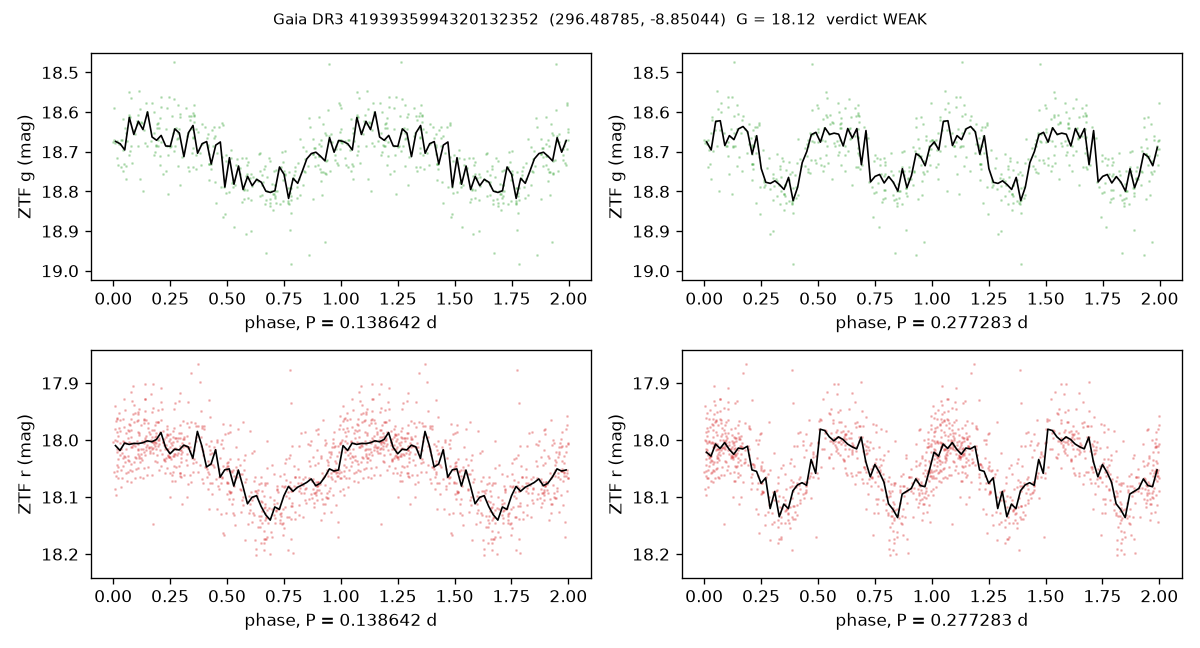 Gaia DR3 4193935994320132352  (296.48785, -8.85044)  G = 18.12  verdict WEAK
ZTF g (mag)
18.5
18.6
18.7
18.8
18.9
19.0
0.00 0.25 0.50 0.75 1.00 1.25 1.50 1.75 2.00
phase, P = 0.138642 d
ZTF g (mag)
18.5
18.6
18.7
18.8
18.9
19.0
0.00 0.25 0.50 0.75 1.00 1.25 1.50 1.75 2.00
phase, P = 0.277283 d
ZTF r (mag)
17.9
18.0
18.1
18.2
0.00 0.25 0.50 0.75 1.00 1.25 1.50 1.75 2.00
phase, P = 0.138642 d
ZTF r (mag)
17.9
18.0
18.1
18.2
0.00 0.25 0.50 0.75 1.00 1.25 1.50 1.75 2.00
phase, P = 0.277283 d